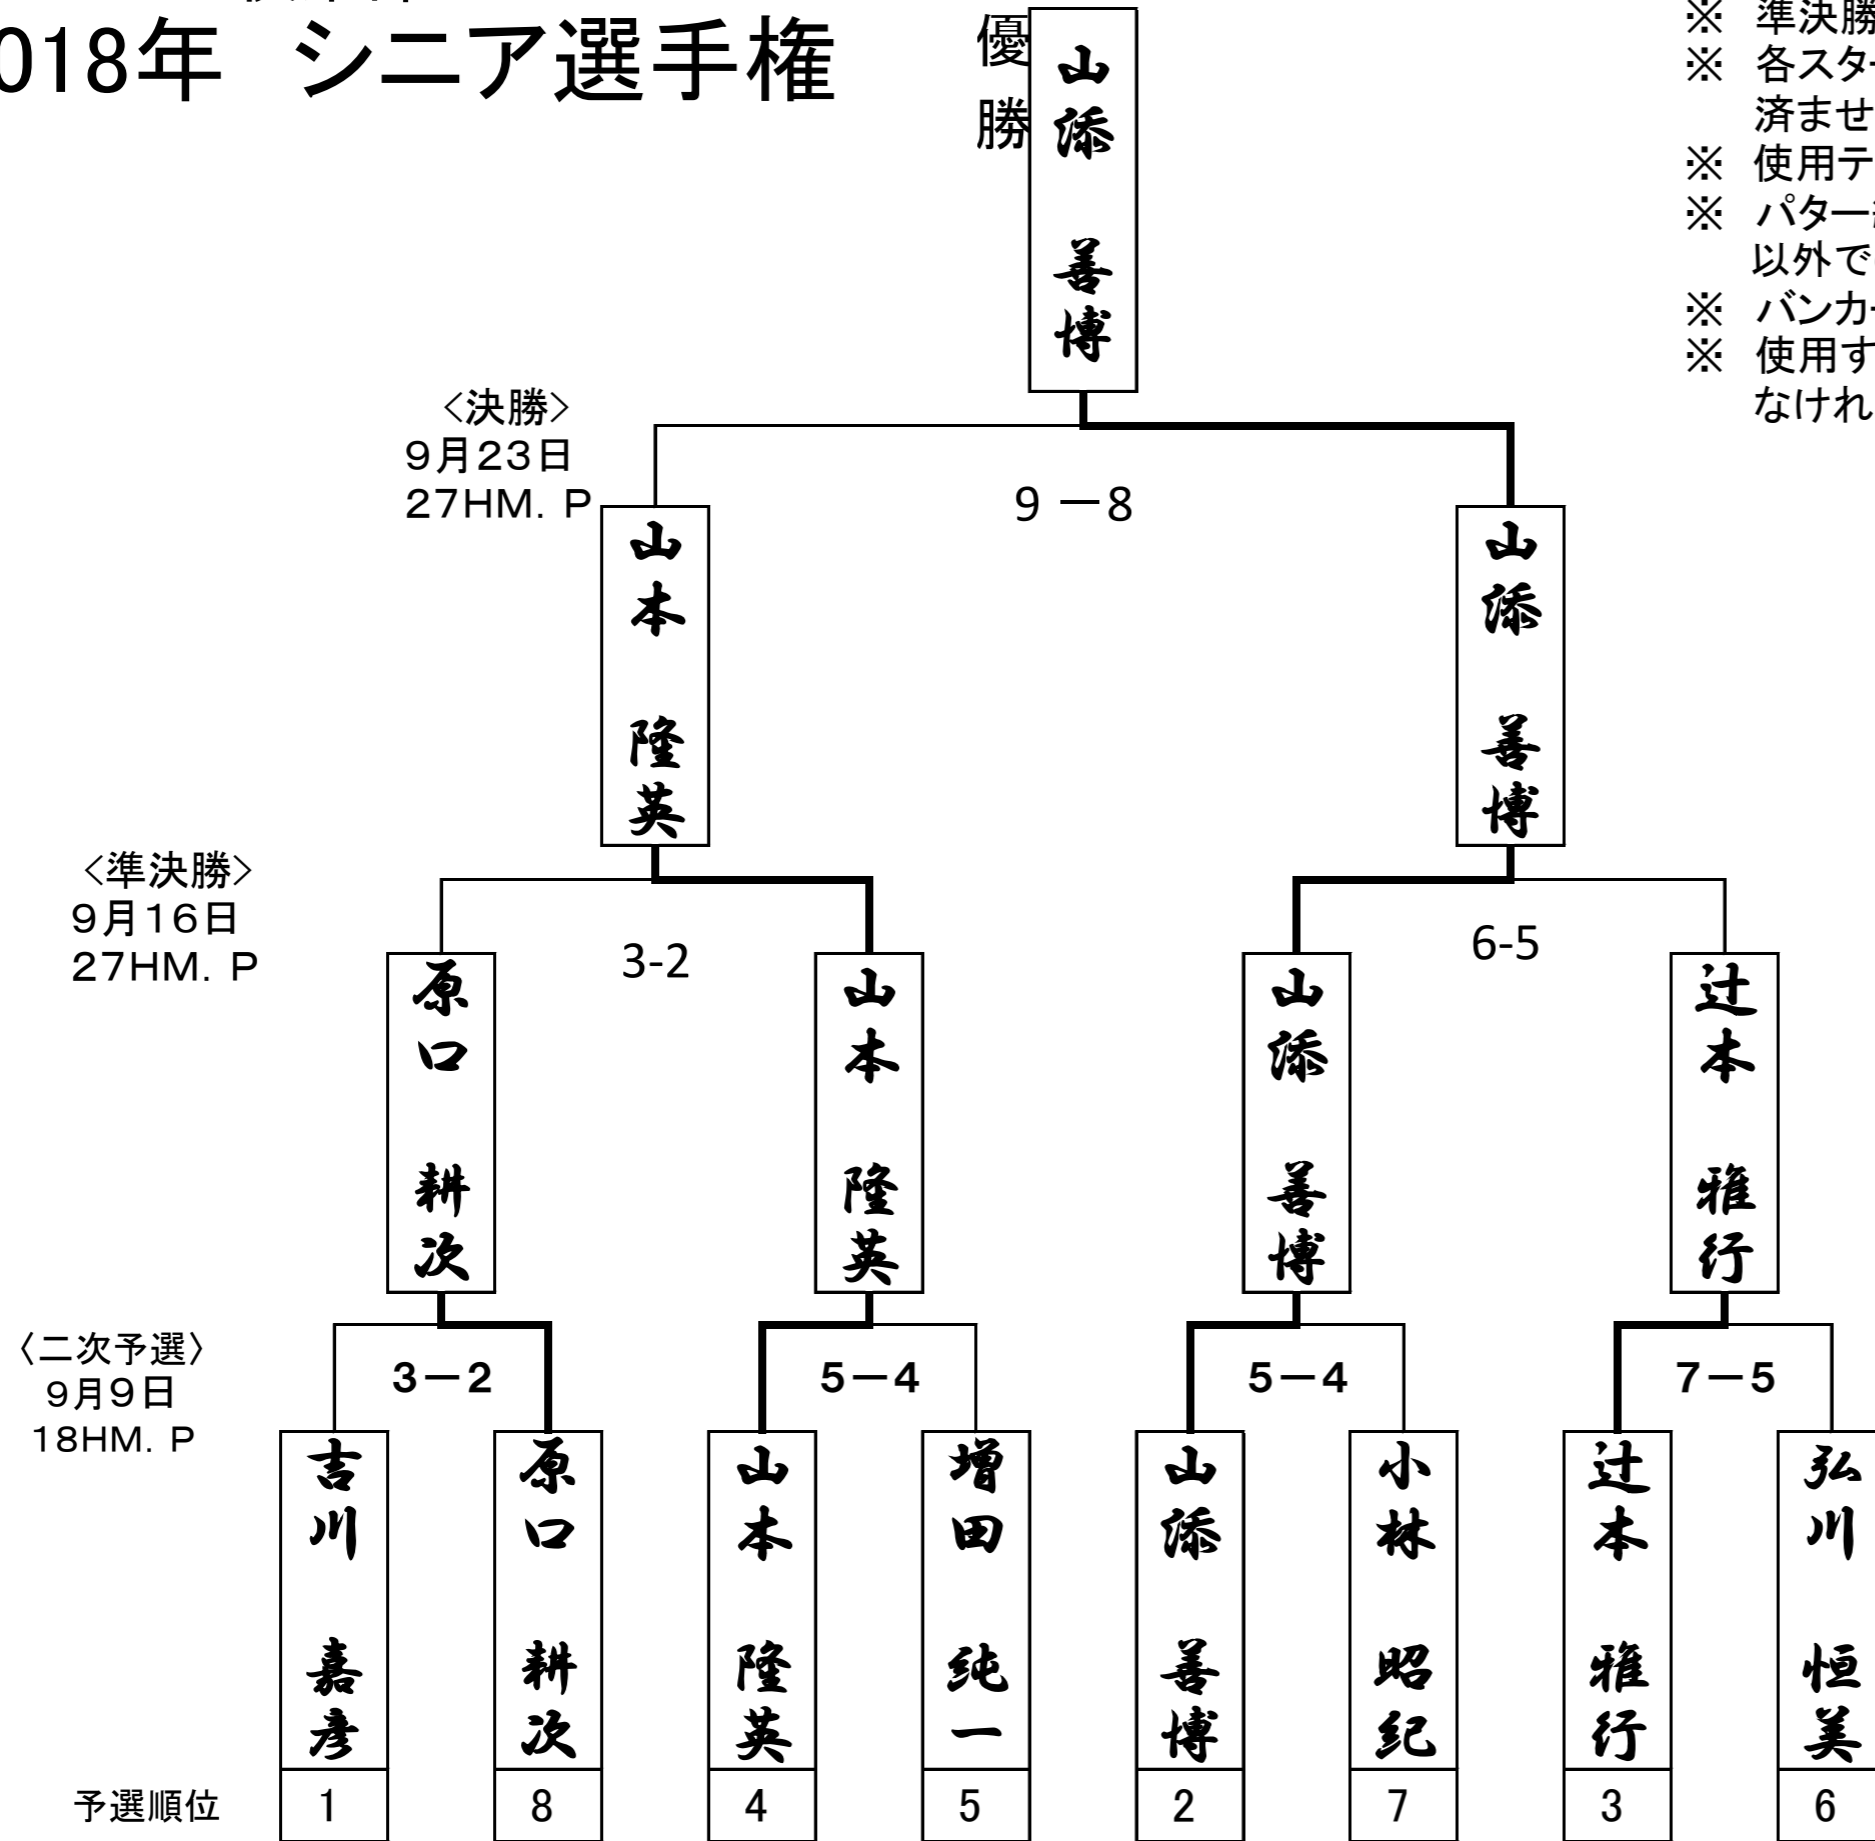 018年 シニア選手権
優勝
山添 善博
※ 準決勝
※ 各スター
済ませ
※ 使用テ
※ パター
以外で
※ バンカー
※ 使用す
なけれ
<決勝>
9月23日
27HM. P
9 －8
山本 隆英
山添 善博
<準決勝>
9月16日
27HM. P
3-2
6-5
原口 耕次
山本 隆英
山添 善博
辻本 雅行
〈二次予選〉
9月9日
18HM. P
3－2
5－4
5－4
7－5
吉川 嘉彦
原口 耕次
山本 隆英
増田 純一
山添 善博
小林 昭紀
辻本 雅行
弘川 恒美
予選順位 1 8 4 5 2 7 3 6